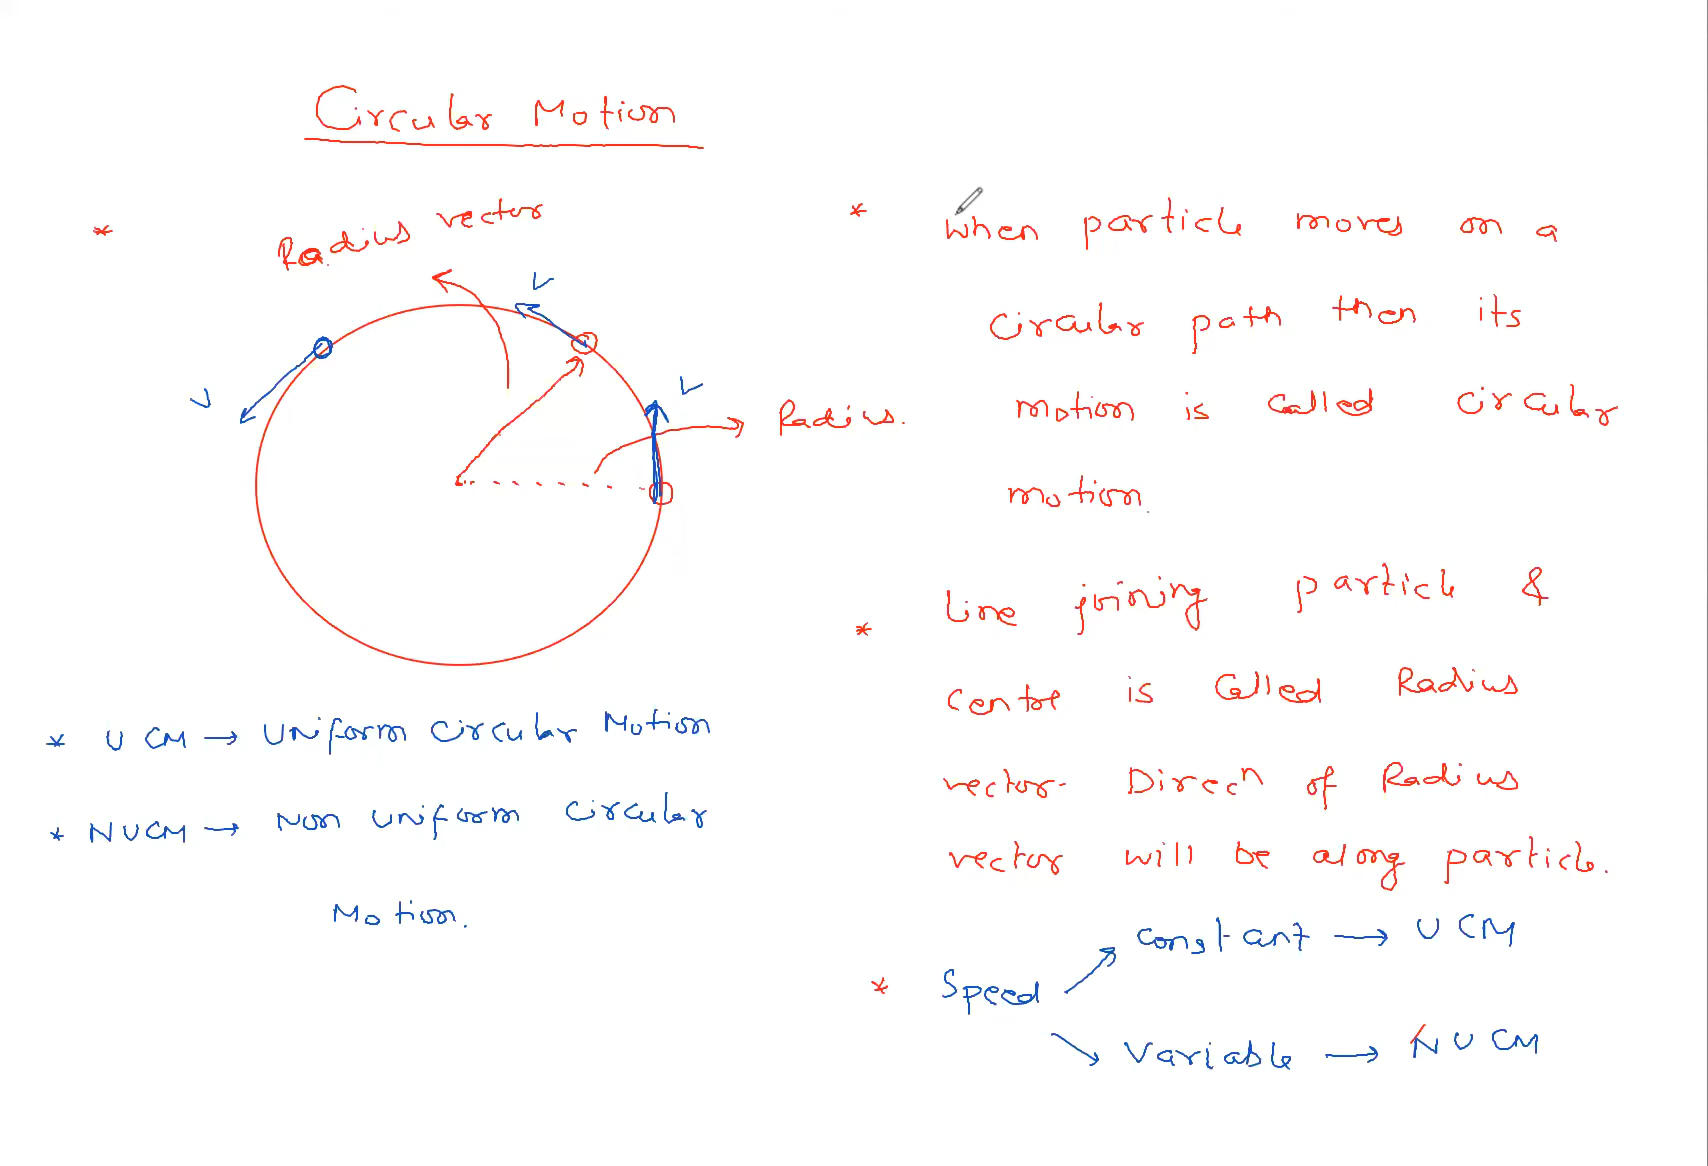 Circular Motion
* Radius vector
V
V
V
Radius.
* UCM → Uniform Circular Motion
* NUCM → Non uniform circular
Motion.
* When particle moves on a
circular path then its
motion is called circular
motion.
* Line joining particle &
centre is called Radius
vector. Direcn of Radius
vector will be along particle.
* Speed
constant → UCM
Variable → NUCM